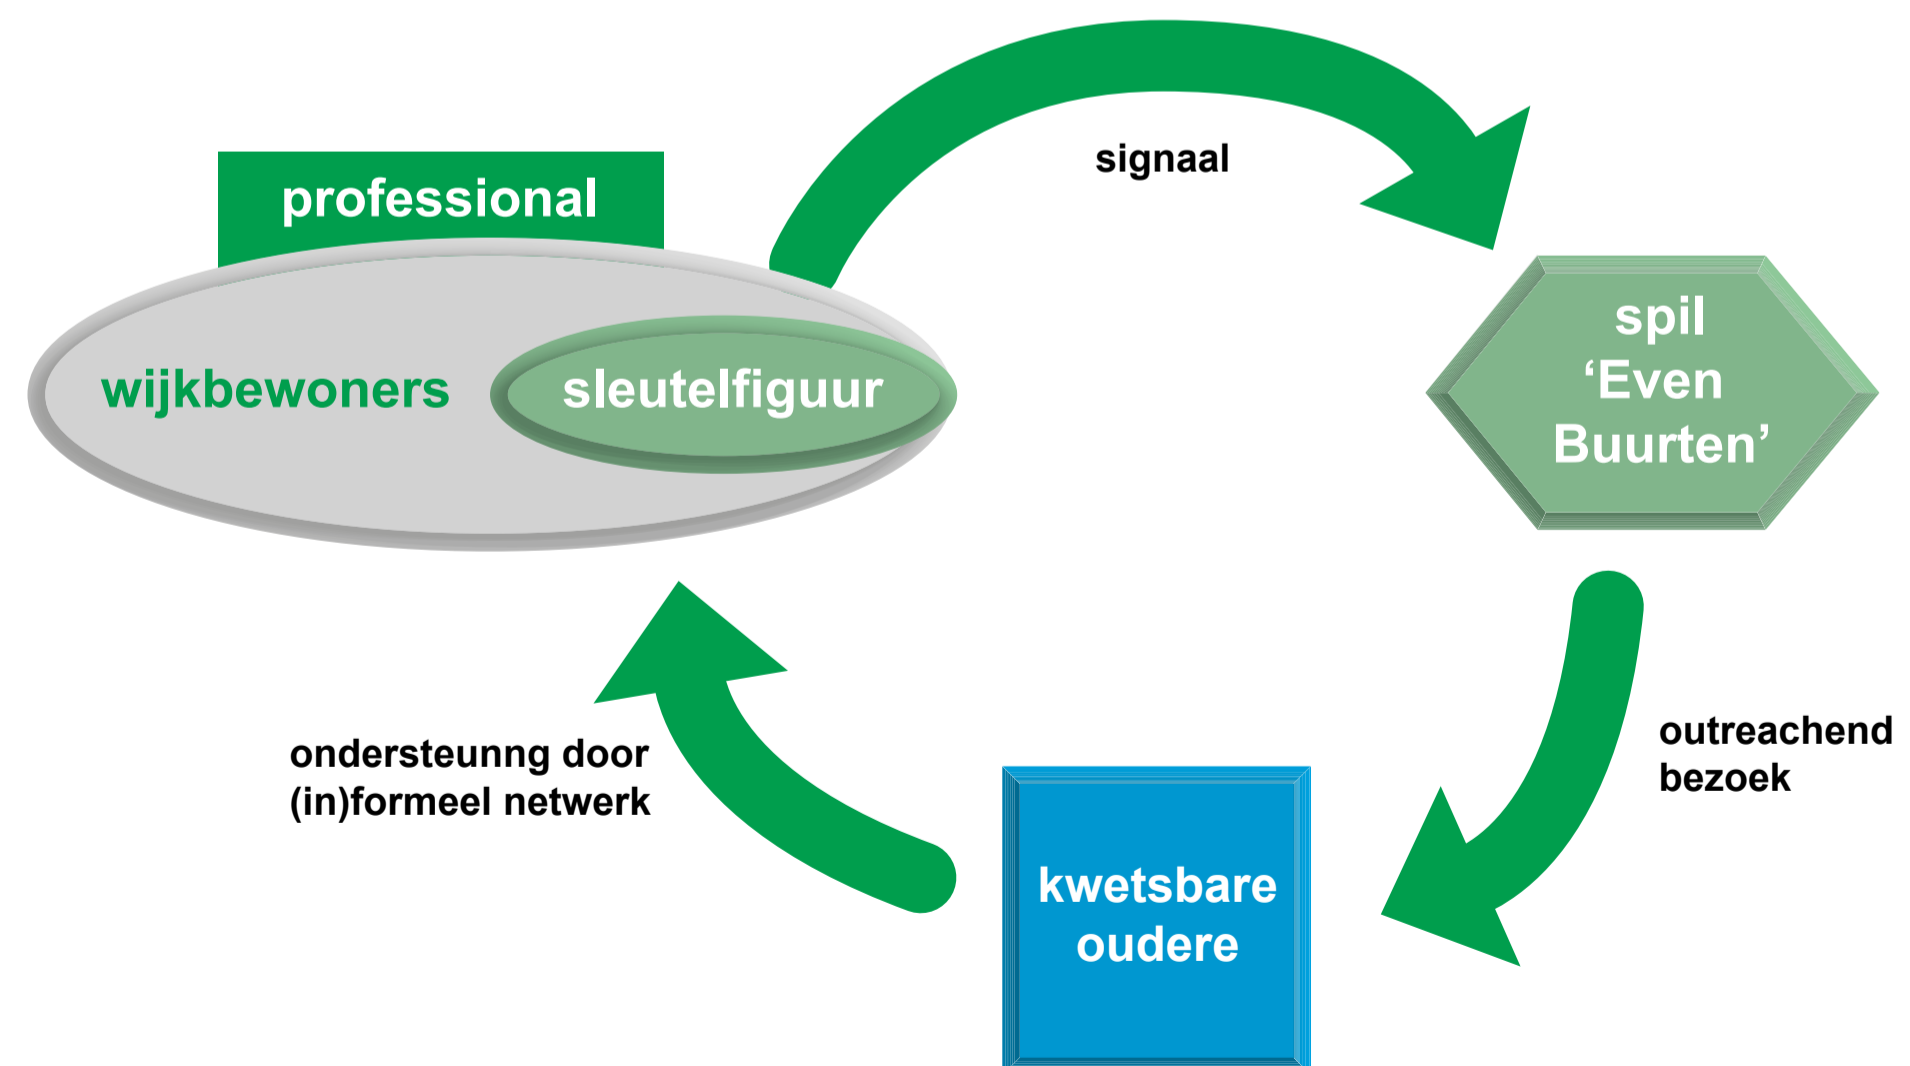 professional
wijkbewoners
sleutelfiguur
signaal
spil
‘Even
Buurten’
outreachend
bezoek
kwetsbare
oudere
ondersteunng door
(in)formeel netwerk